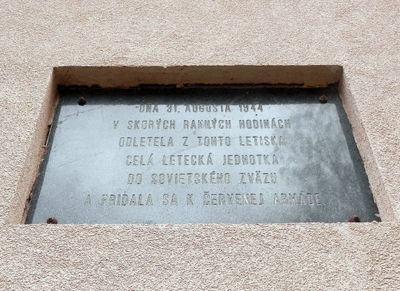 DŇA 31. AUGUSTA 1944
V SKORÝCH RANNÝCH HODINÁCH
ODLETELA Z TOHTO LETISKA
CELÁ LETECKÁ JEDNOTKA
DO SOVIETSKÉHO ZVÄZU
A PRIDALA SA K ČERVENEJ ARMÁDE